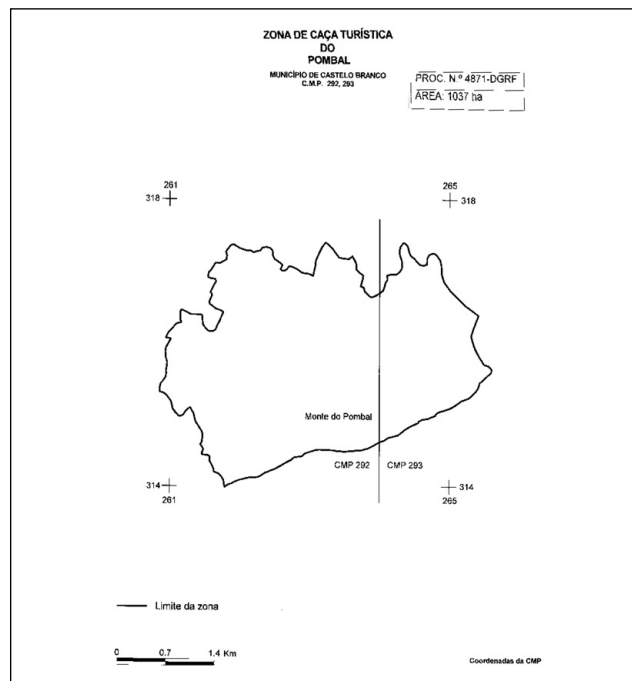 ZONA DE CAÇA TURÍSTICA
DO
POMBAL
MUNICÍPIO DE CASTELO BRANCO
C.M.P. 292, 293
PROC. N.º 4871-DGRF
ÁREA: 1037 ha
261
318
265
318
Monte do Pombal
CMP 292
CMP 293
314
261
314
265
Limite da zona
0 0.7 1.4 Km
Coordenadas da CMP